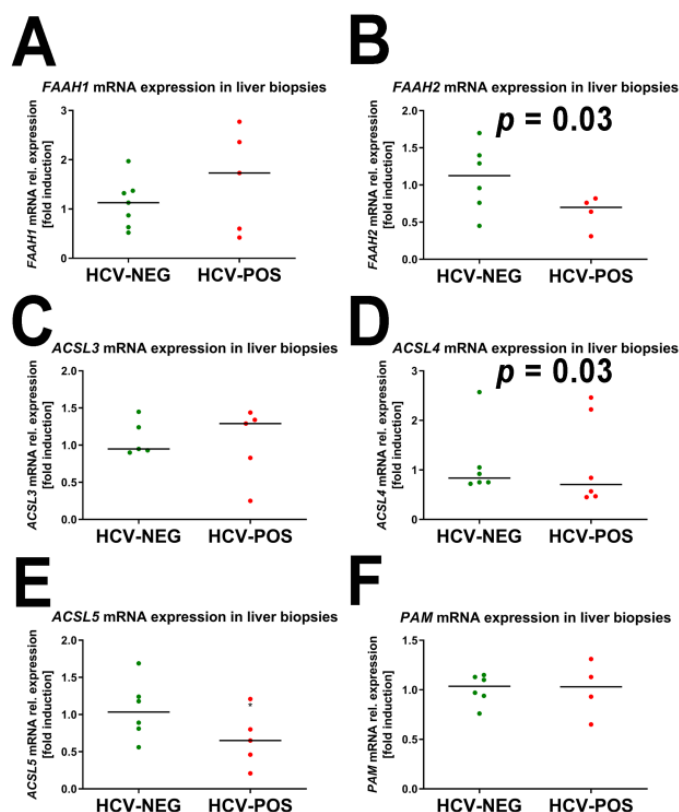 A
FAAH1 mRNA expression in liver biopsies
FAAH1 mRNA rel. expression
[fold induction]
3
2
1
0
HCV-NEG
HCV-POS
B
FAAH2 mRNA expression in liver biopsies
p = 0.03
FAAH2 mRNA rel. expression
[fold induction]
2.0
1.5
1.0
0.5
0.0
HCV-NEG
HCV-POS
C
ACSL3 mRNA expression in liver biopsies
ACSL3 mRNA rel. expression
[fold induction]
2.0
1.5
1.0
0.5
0.0
HCV-NEG
HCV-POS
D
ACSL4 mRNA expression in liver biopsies
p = 0.03
ACSL4 mRNA rel. expression
[fold induction]
3
2
1
0
HCV-NEG
HCV-POS
E
ACSL5 mRNA expression in liver biopsies
ACSL5 mRNA rel. expression
[fold induction]
2.0
1.5
1.0
0.5
0.0
*
HCV-NEG
HCV-POS
F
PAM mRNA expression in liver biopsies
PAM mRNA rel. expression
[fold induction]
1.5
1.0
0.5
0.0
HCV-NEG
HCV-POS